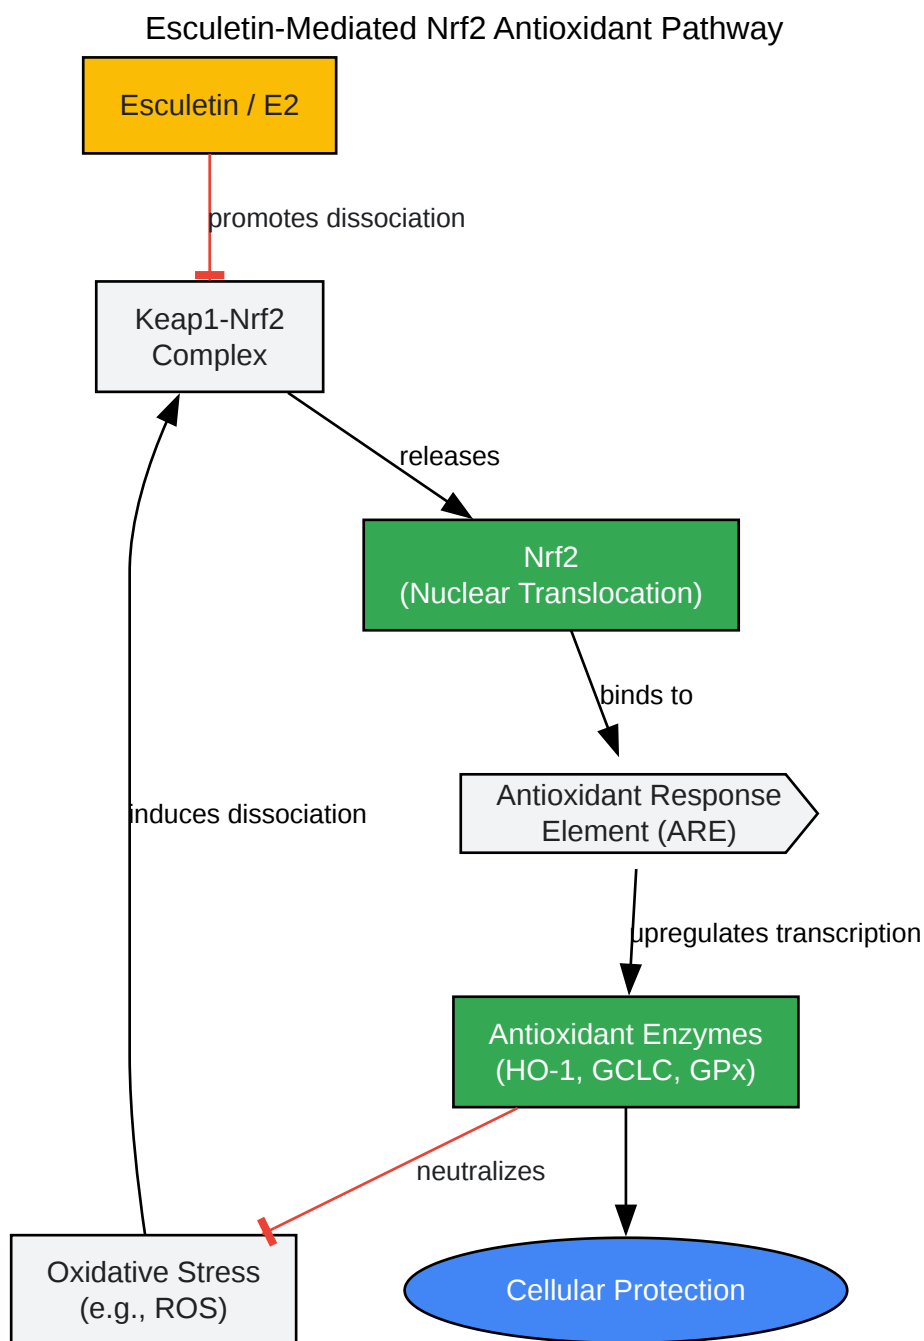 Esculetin-Mediated Nrf2 Antioxidant Pathway
Esculetin / E2
promotes dissociation
Keap1-Nrf2
Complex
releases
Nrf2
(Nuclear Translocation)
binds to
Antioxidant Response
Element (ARE)
induces dissociation
upregulates transcription
Antioxidant Enzymes
(HO-1, GCLC, GPx)
neutralizes
Oxidative Stress
(e.g., ROS)
Cellular Protection